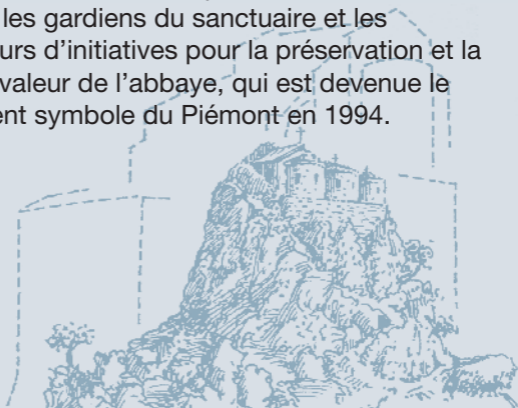 les gardiens du sanctuaire et les
urs d’initiatives pour la préservation et la
valeur de l’abbaye, qui est devenue le
ent symbole du Piémont en 1994.